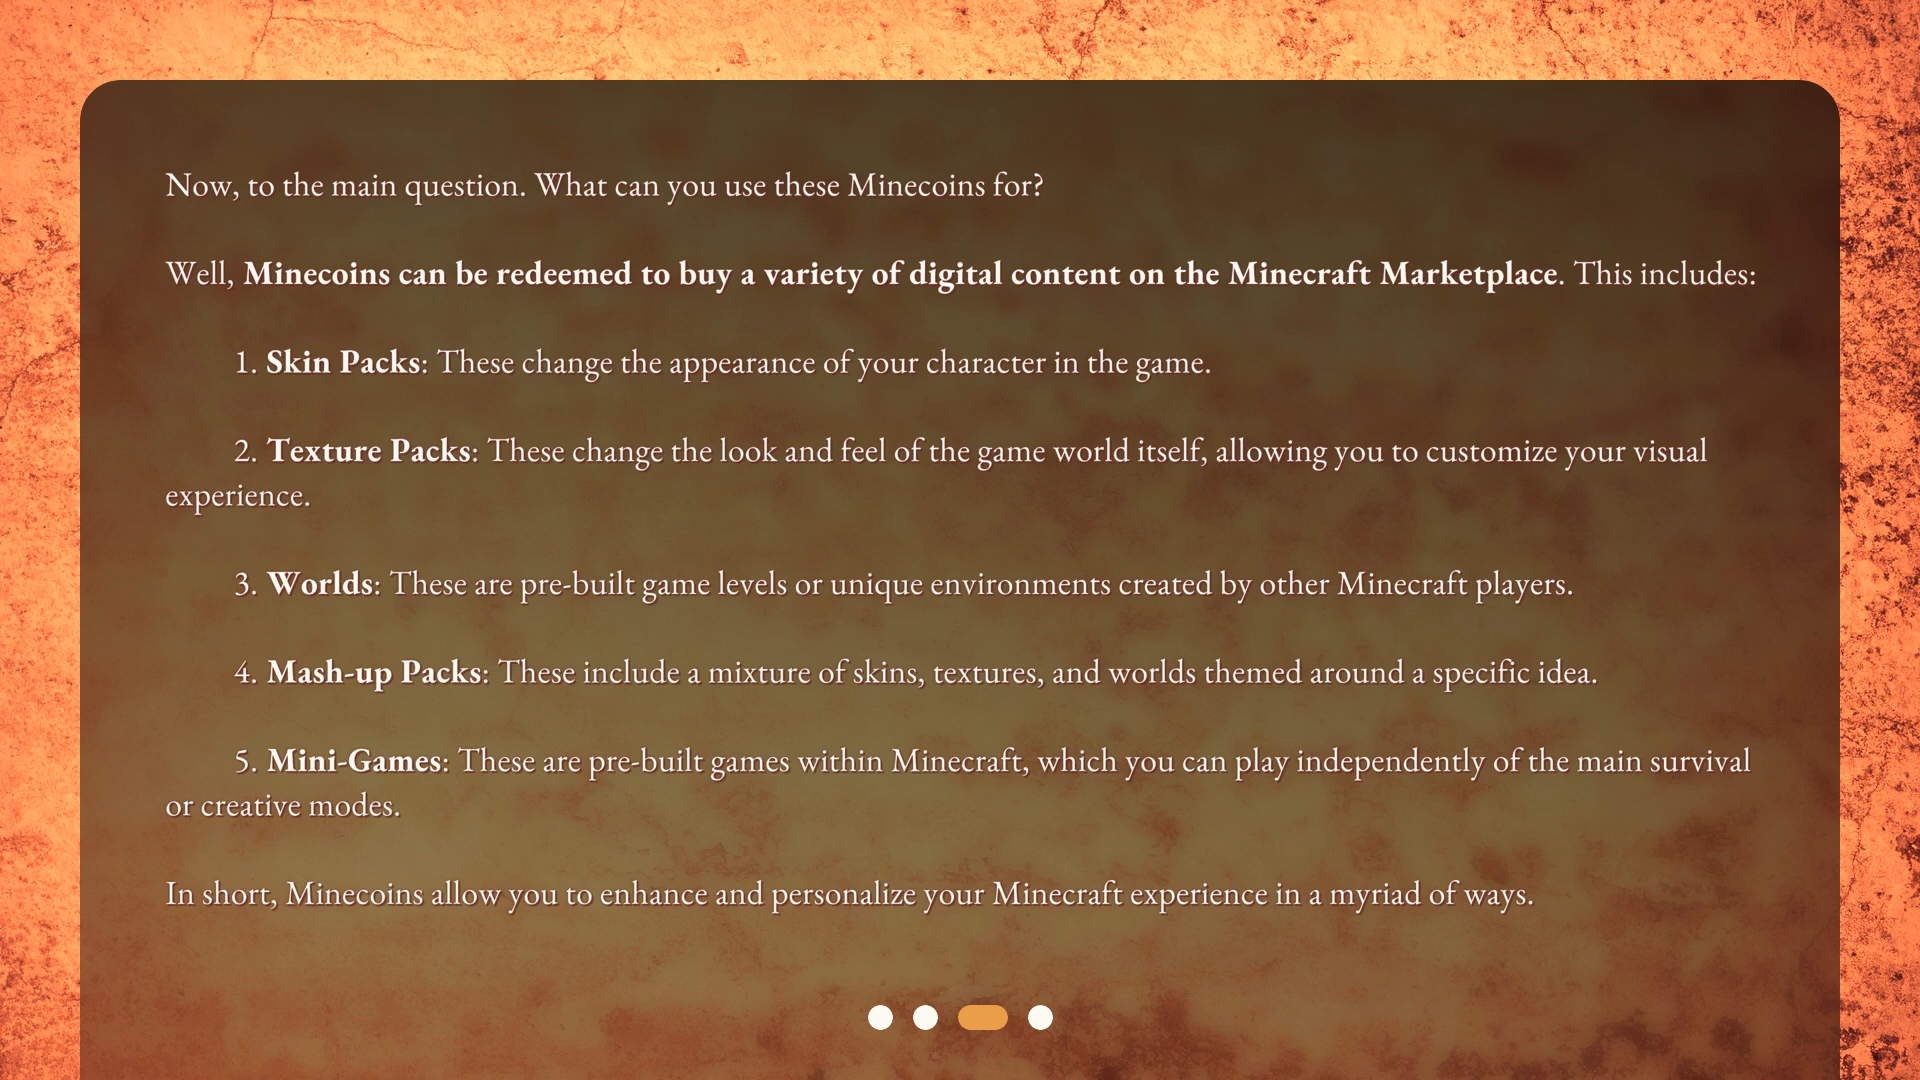 Now, to the main question. What can you use these Minecoins for?
Well, Minecoins can be redeemed to buy a variety of digital content on the Minecraft Marketplace. This includes:
1. Skin Packs: These change the appearance of your character in the game.
2. Texture Packs: These change the look and feel of the game world itself, allowing you to customize your visual
experience.
3. Worlds: These are pre-built game levels or unique environments created by other Minecraft players.
4. Mash-up Packs: These include a mixture of skins, textures, and worlds themed around a specific idea.
5. Mini-Games: These are pre-built games within Minecraft, which you can play independently of the main survival
or creative modes.
In short, Minecoins allow you to enhance and personalize your Minecraft experience in a myriad of ways.